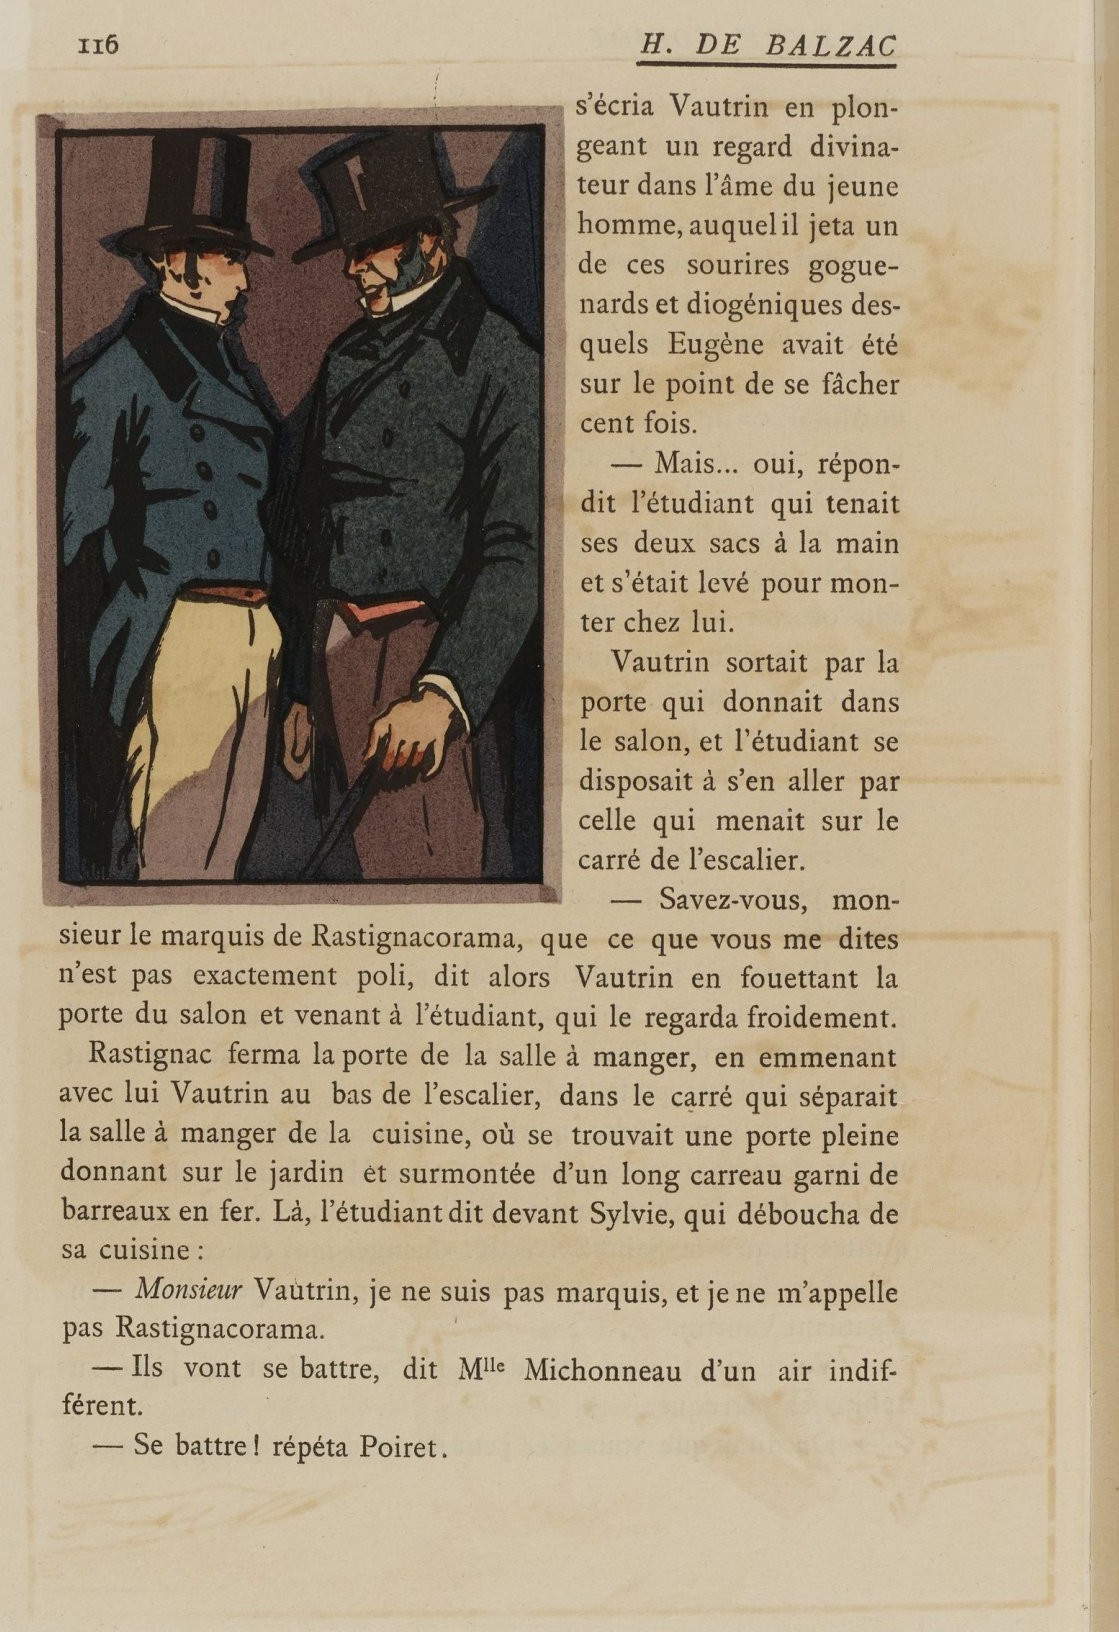 116
H. DE BALZAC
s'écria Vautrin en plon-
geant un regard divina-
teur dans l'âme du jeune
homme, auquel il jeta un
de ces sourires gogue-
nards et diogéniques des-
quels Eugène avait été
sur le point de se fâcher
cent fois.
— Mais... oui, répon-
dit l'étudiant qui tenait
ses deux sacs à la main
et s'était levé pour mon-
ter chez lui.
Vautrin sortait par la
porte qui donnait dans
le salon, et l'étudiant se
disposait à s'en aller par
celle qui menait sur le
carré de l'escalier.
— Savez-vous, mon-
sieur le marquis de Rastignacorama, que ce que vous me dites
n'est pas exactement poli, dit alors Vautrin en fouettant la
porte du salon et venant à l'étudiant, qui le regarda froidement.
Rastignac ferma la porte de la salle à manger, en emmenant
avec lui Vautrin au bas de l'escalier, dans le carré qui séparait
la salle à manger de la cuisine, où se trouvait une porte pleine
donnant sur le jardin et surmontée d'un long carreau garni de
barreaux en fer. Là, l'étudiant dit devant Sylvie, qui déboucha de
sa cuisine :
— Monsieur Vautrin, je ne suis pas marquis, et je ne m'appelle
pas Rastignacorama.
— Ils vont se battre, dit Mlle Michonneau d'un air indif-
férent.
— Se battre ! répéta Poiret.